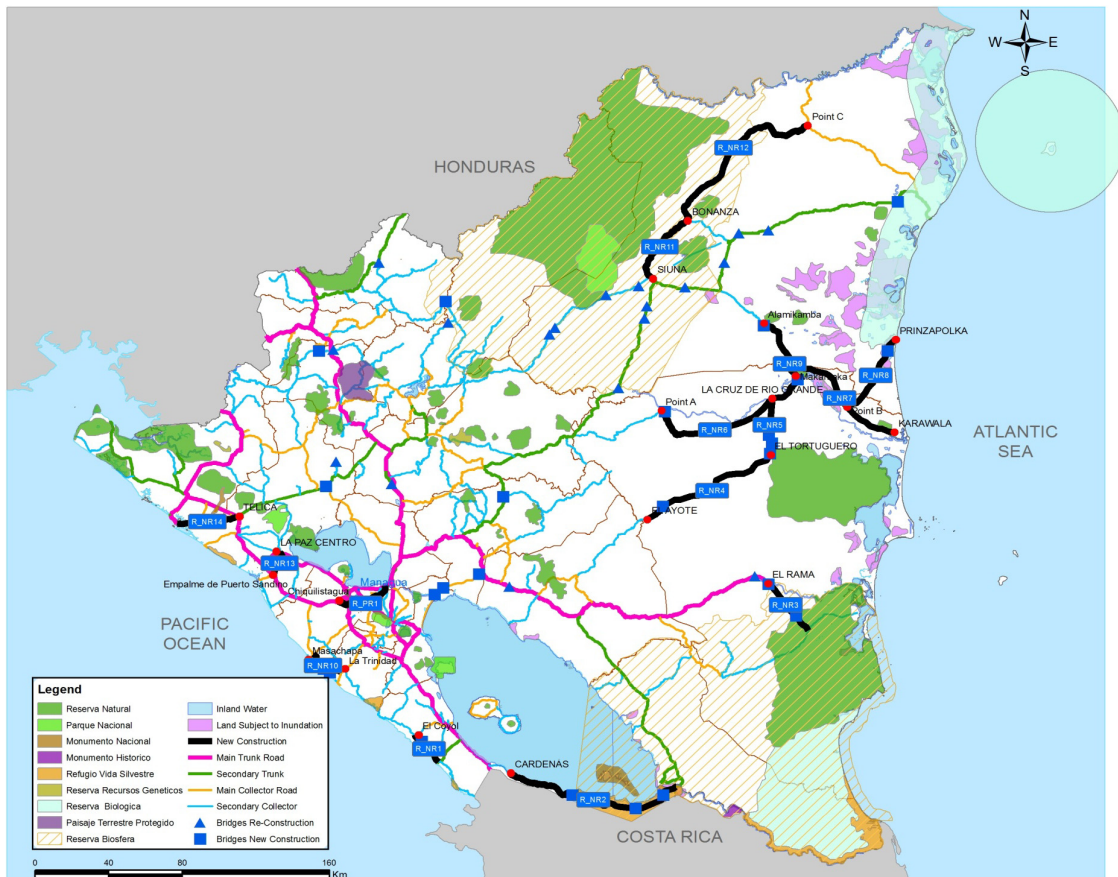 N
W E
S
HONDURAS
Point C
R_NR12
BONANZA
R_NR11
SIUNA
Alamikamba
PRINZAPOLKA
R_NR9
R_NR8
LA CRUZ DE RIO GRANDE
R_NR7
Point A
Point B
R_NR5
R_NR6
KARAWALA
ATLANTIC
SEA
EL TORTUGUERO
R_NR4
TELICA
R_NR14
LA PAZ CENTRO
R_NR13
EL RAMA
Empalme de Puerto Sandino
Chiquilistagua
R_PR1
R_NR3
PACIFIC
OCEAN
Masachapa
R_NR10
La Trinidad
El Coyol
R_NR1
CARDENAS
R_NR2
COSTA RICA
Legend
Reserva Natural
Parque Nacional
Monumento Nacional
Monumento Historico
Refugio Vida Silvestre
Reserva Recursos Geneticos
Reserva Biologica
Paisaje Terrestre Protegido
Reserva Biosfera
Inland Water
Land Subject to Inundation
New Construction
Main Trunk Road
Secondary Trunk
Main Collector Road
Secondary Collector
Bridges Re-Construction
Bridges New Construction
0 40 80 160
Km